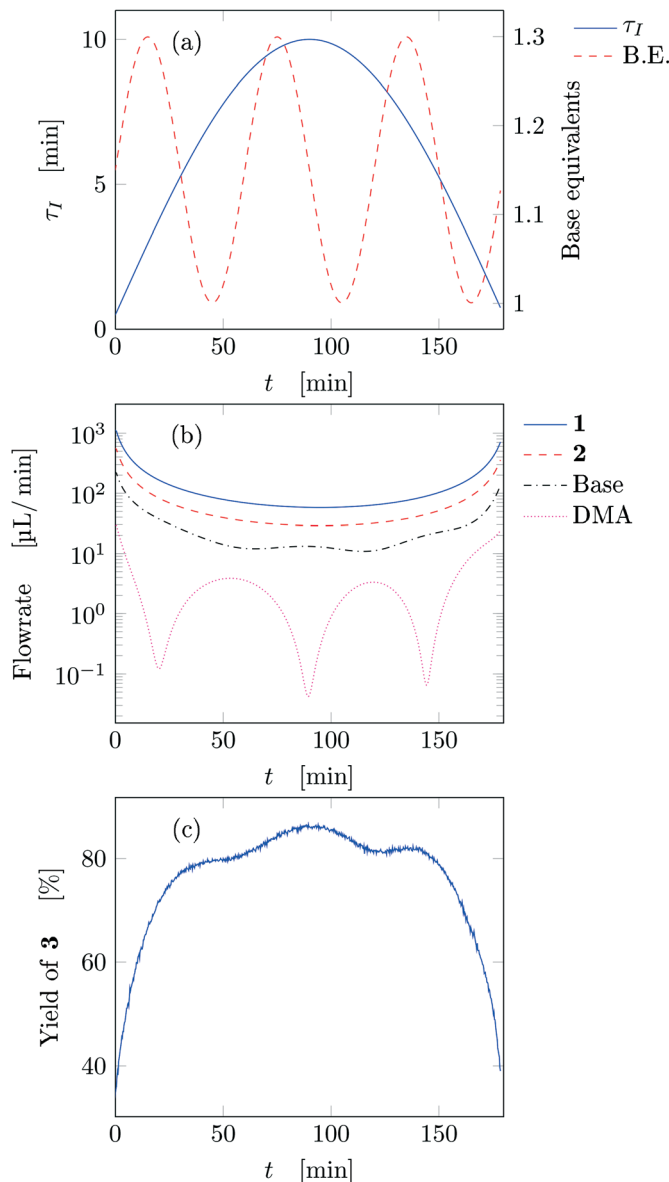 (a)
τI
B.E.
10
5
0
τI [min]
1.3
1.2
1.1
1
Base equivalents
0 50 100 150
t [min]
(b)
1
2
Base
DMA
10³
10²
10¹
10⁰
10⁻¹
Flowrate [µL/ min]
0 50 100 150
t [min]
(c)
80
60
40
Yield of 3 [%]
0 50 100 150
t [min]